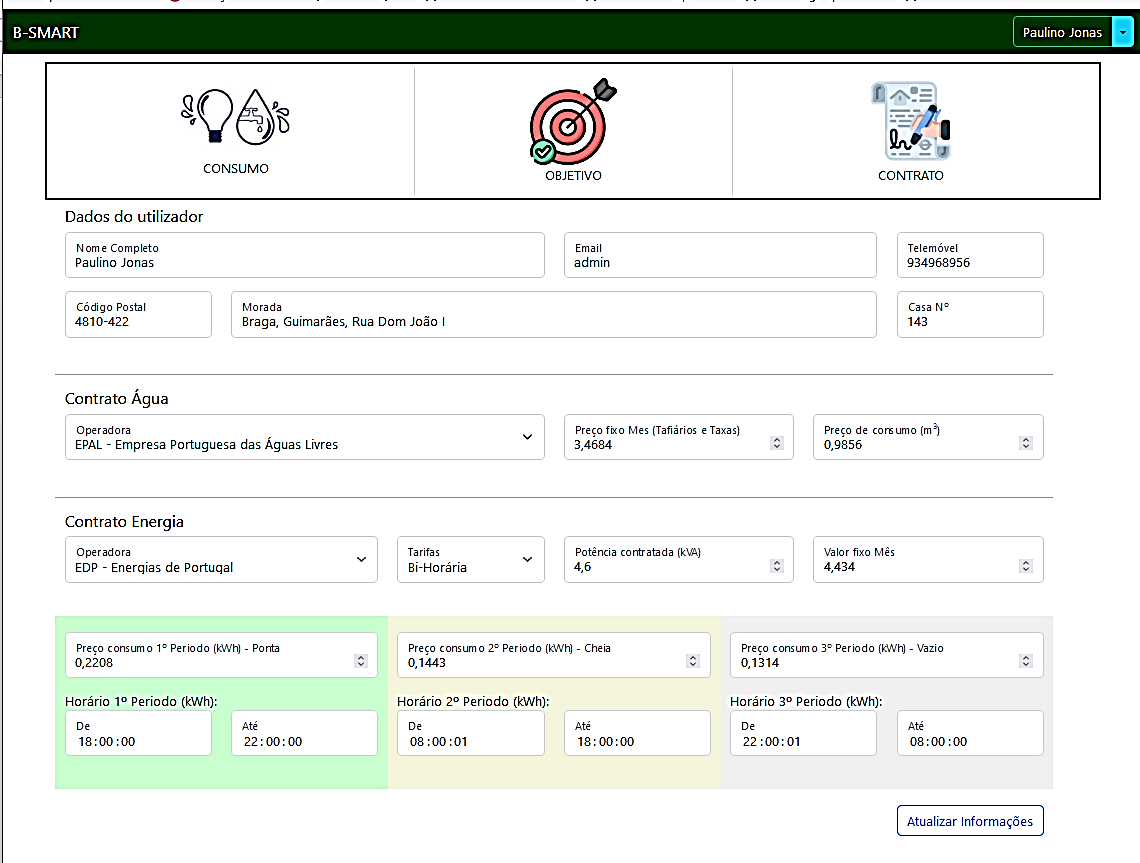 B-SMART
Paulino Jonas
CONSUMO
OBJETIVO
CONTRATO
Dados do utilizador
Nome Completo
Paulino Jonas
Email
admin
Telemóvel
934968956
Código Postal
4810-422
Morada
Braga, Guimarães, Rua Dom João I
Casa Nº
143
Contrato Água
Operadora
EPAL - Empresa Portuguesa das Águas Livres
Preço fixo Mes (Tafiários e Taxas)
3,4684
Preço de consumo (m³)
0,9856
Contrato Energia
Operadora
EDP - Energias de Portugal
Tarifas
Bi-Horária
Potência contratada (kVA)
4,6
Valor fixo Mês
4,434
Preço consumo 1º Periodo (kWh) - Ponta
0,2208
Preço consumo 2º Periodo (kWh) - Cheia
0,1443
Preço consumo 3º Periodo (kWh) - Vazio
0,1314
Horário 1º Periodo (kWh):
De
18:00:00
Até
22:00:00
Horário 2º Periodo (kWh):
De
08:00:01
Até
18:00:00
Horário 3º Periodo (kWh):
De
22:00:01
Até
08:00:00
Atualizar Informações